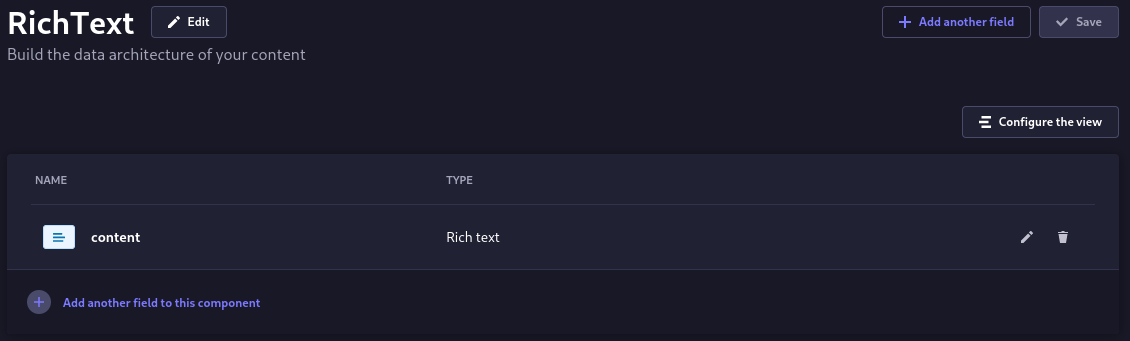 RichText
Edit
Add another field
Save
Build the data architecture of your content
Configure the view
NAME
TYPE
content
Rich text
Add another field to this component